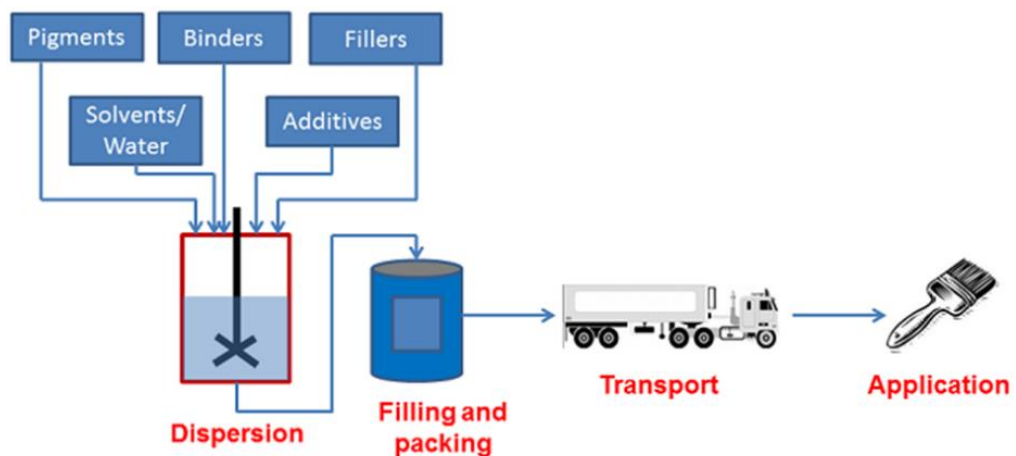 Pigments
Binders
Fillers
Solvents/
Water
Additives
Dispersion
Filling and
packing
Transport
Application